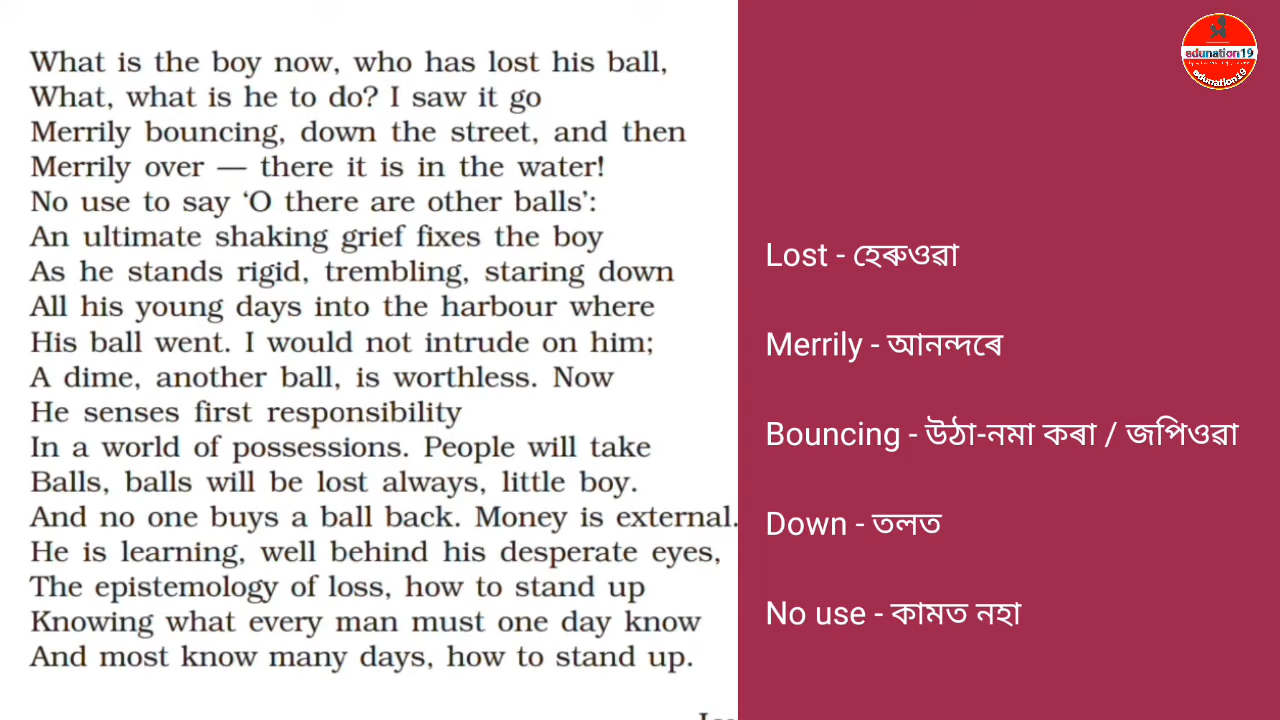 What is the boy now, who has lost his ball,
What, what is he to do? I saw it go
Merrily bouncing, down the street, and then
Merrily over — there it is in the water!
No use to say ‘O there are other balls’:
An ultimate shaking grief fixes the boy
As he stands rigid, trembling, staring down
All his young days into the harbour where
His ball went. I would not intrude on him;
A dime, another ball, is worthless. Now
He senses first responsibility
In a world of possessions. People will take
Balls, balls will be lost always, little boy.
And no one buys a ball back. Money is external.
He is learning, well behind his desperate eyes,
The epistemology of loss, how to stand up
Knowing what every man must one day know
And most know many days, how to stand up.
edunation19
edunation19
Lost - হেৰুওৱা
Merrily - আনন্দৰে
Bouncing - উঠা-নমা কৰা / জপিওৱা
Down - তলত
No use - কামত নহা